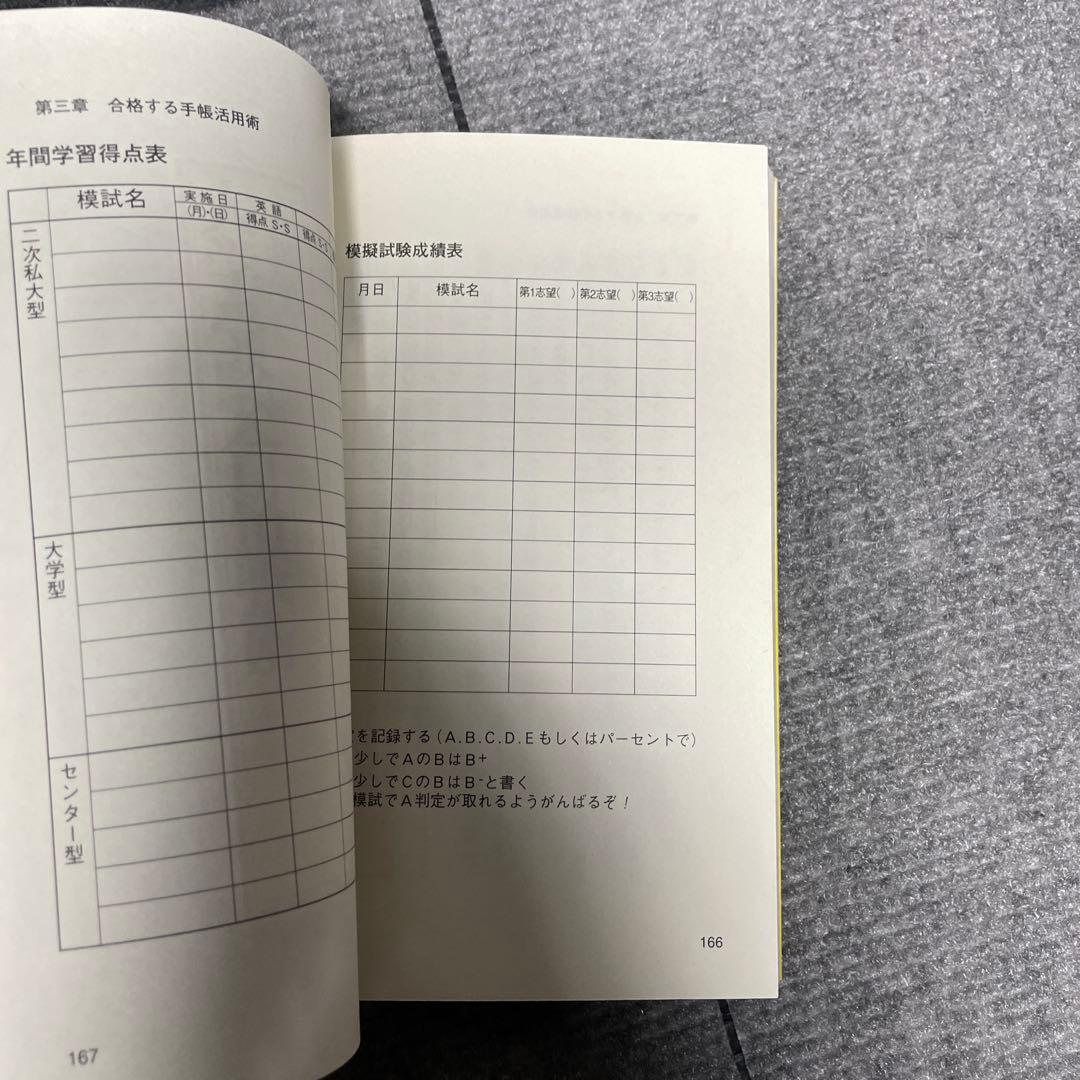 第三章 合格する手帳活用術
年間学習得点表
模試名 実施日 英語
(月)・(日) 得点 S・S 得点 S・S
二次私大型
大学型
センター型
167
模擬試験成績表
月日 模試名 第1志望( ) 第2志望( ) 第3志望( )
を記録する(A.B.C.D.Eもしくはパーセントで)
少しでAのBはB+
少しでCのBはB-と書く
模試でA判定が取れるようがんばるぞ!
166